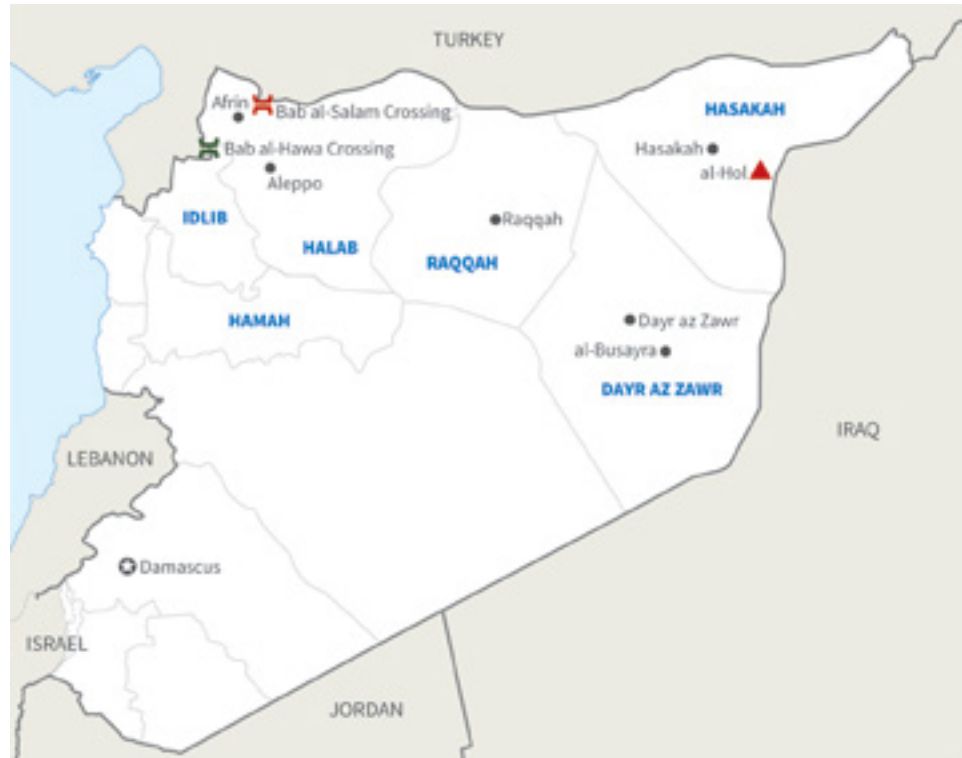 TURKEY
Afrin
Bab al-Salam Crossing
HASAKAH
Bab al-Hawa Crossing
Hasakah
Aleppo
al-Hol
IDLIB
Raqqah
HALAB
RAQQAH
HAMAH
Dayr az Zawr
al-Busayra
DAYR AZ ZAWR
IRAQ
LEBANON
Damascus
ISRAEL
JORDAN